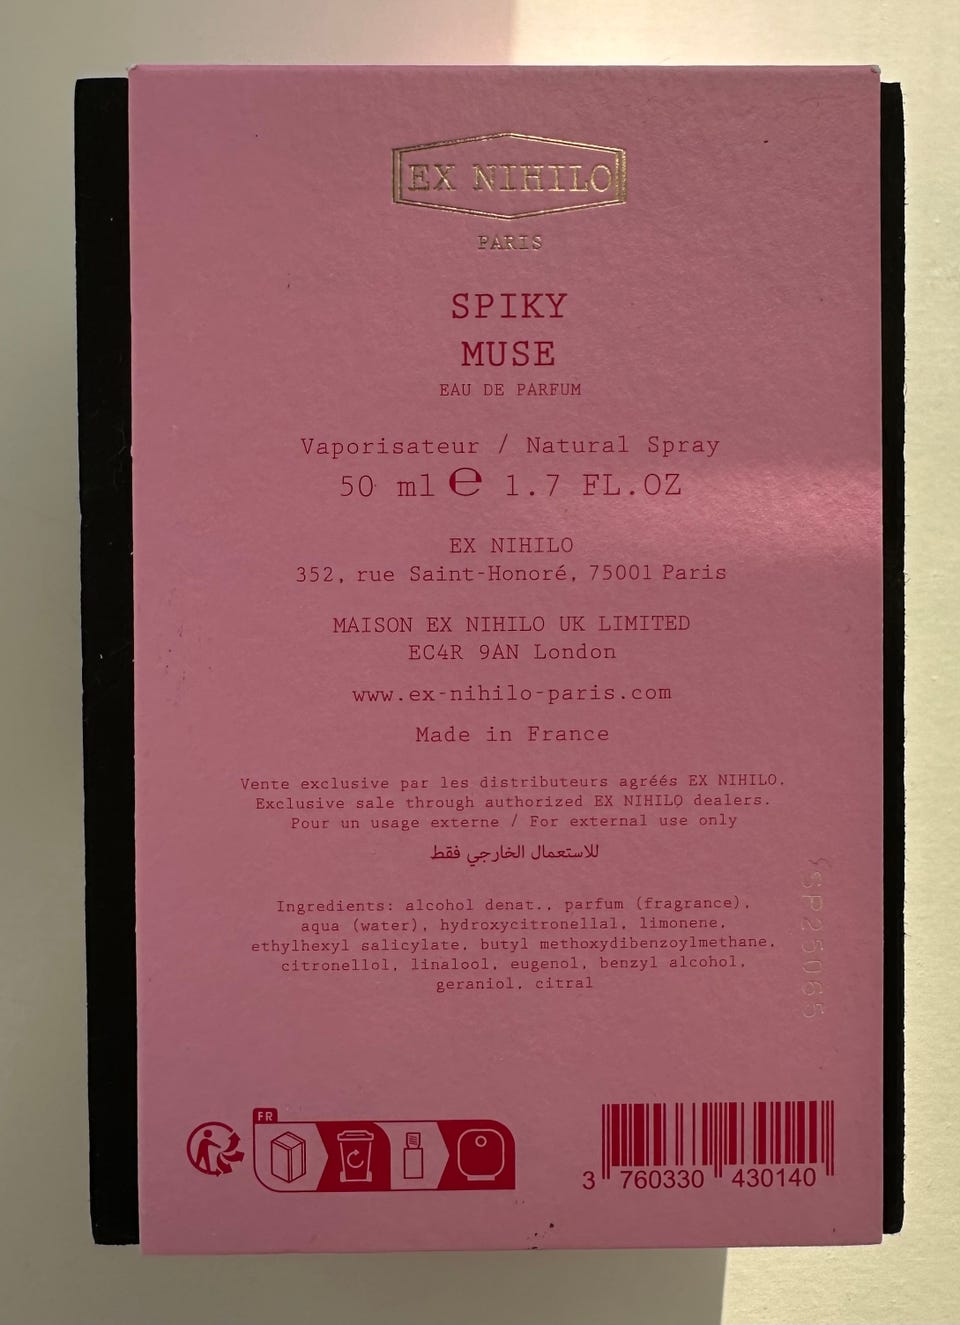 EX NIHILO
PARIS
SPIKY
MUSE
EAU DE PARFUM
Vaporisateur / Natural Spray
50 ml ℮ 1.7 FL.OZ
EX NIHILO
352, rue Saint-Honoré, 75001 Paris
MAISON EX NIHILO UK LIMITED
EC4R 9AN London
www.ex-nihilo-paris.com
Made in France
Vente exclusive par les distributeurs agréés EX NIHILO.
Exclusive sale through authorized EX NIHILO dealers.
Pour un usage externe / For external use only
للاستعمال الخارجي فقط
Ingredients: alcohol denat., parfum (fragrance),
aqua (water), hydroxycitronellal, limonene,
ethylhexyl salicylate, butyl methoxydibenzoylmethane,
citronellol, linalool, eugenol, benzyl alcohol,
geraniol, citral
FR
3 760330 430140